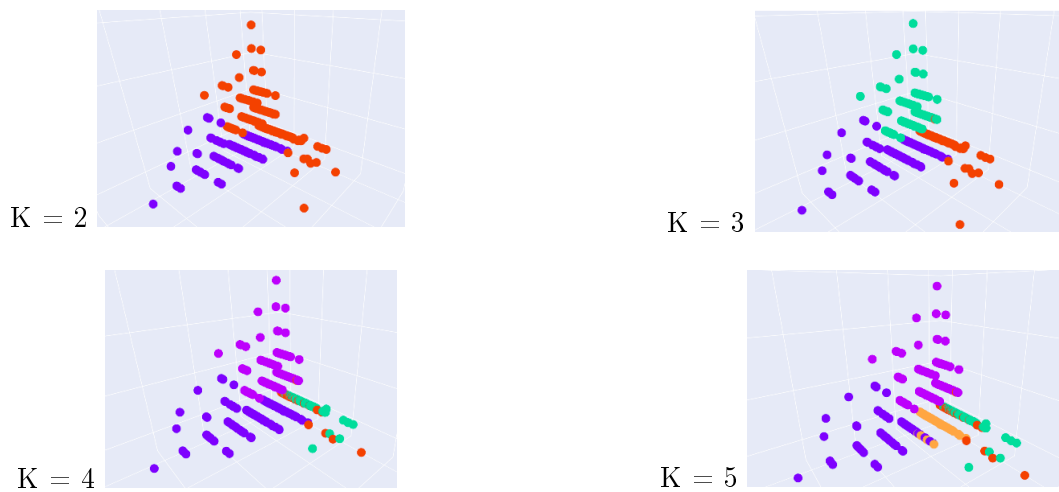 K = 2
K = 3
K = 4
K = 5